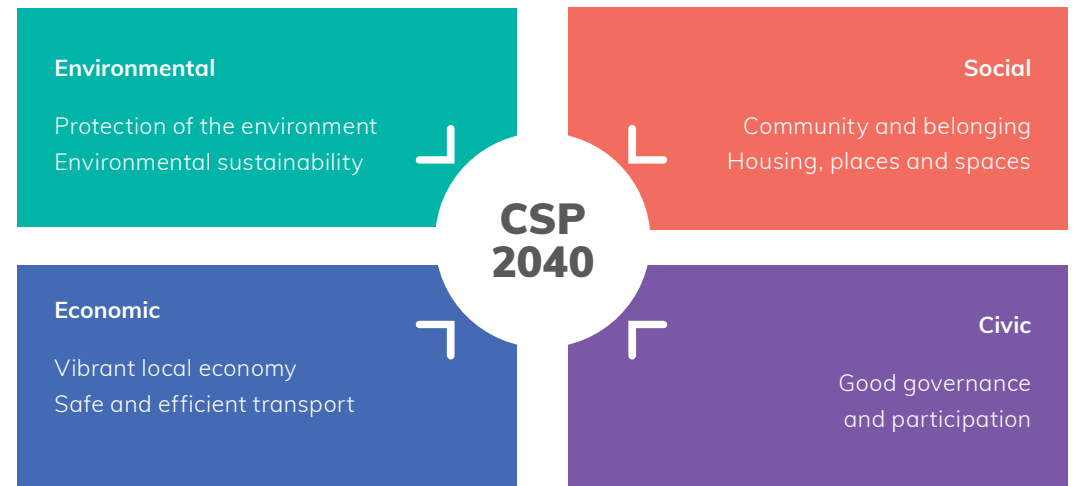 Environmental
Protection of the environment
Environmental sustainability
Social
Community and belonging
Housing, places and spaces
CSP
2040
Economic
Vibrant local economy
Safe and efficient transport
Civic
Good governance
and participation